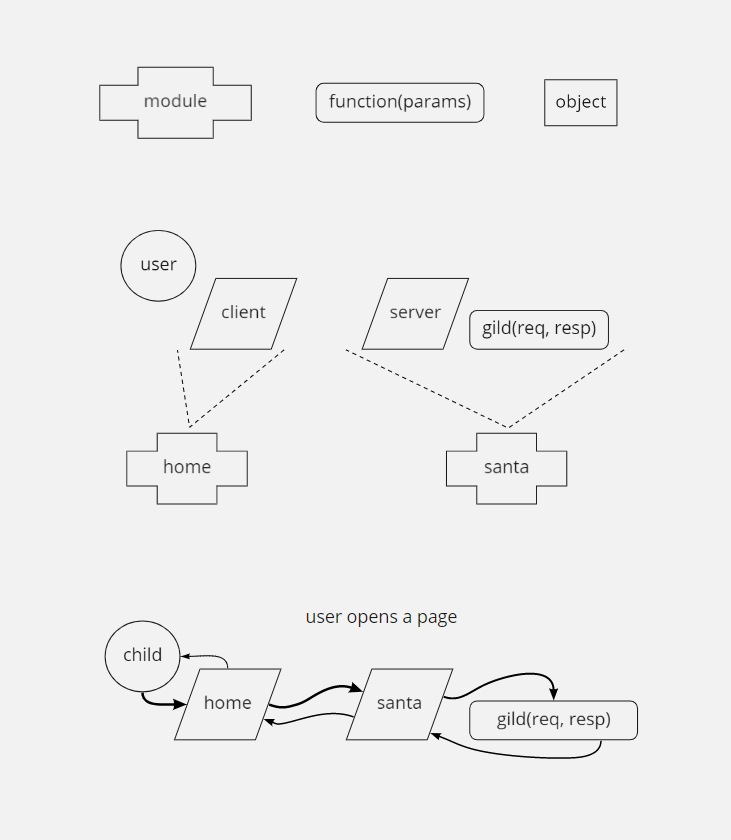 module
function(params)
object
user
client
server
gild(req, resp)
home
santa
user opens a page
child
home
santa
gild(req, resp)